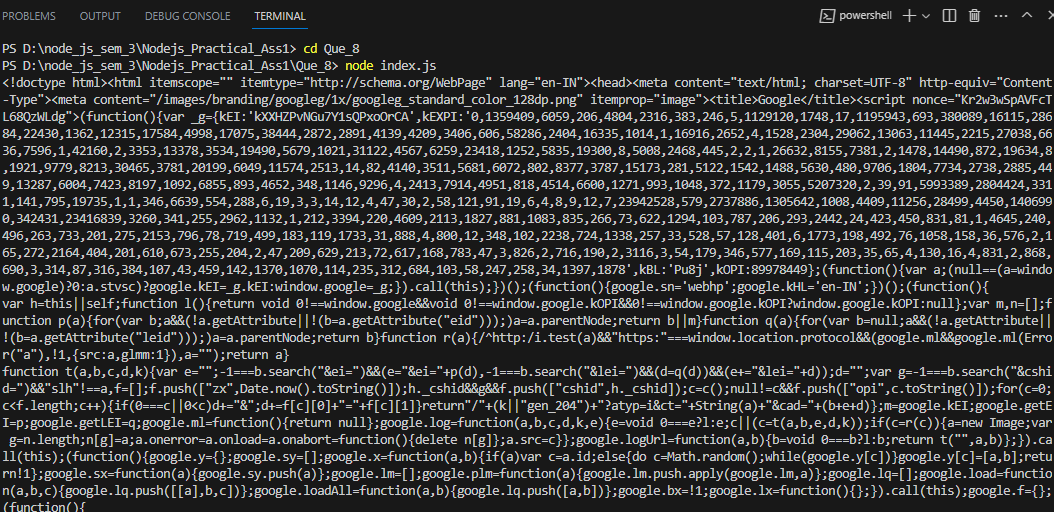 PROBLEMS OUTPUT DEBUG CONSOLE TERMINAL powershell
PS D:\node_js_sem_3\Nodejs_Practical_Ass1> cd Que_8
PS D:\node_js_sem_3\Nodejs_Practical_Ass1\Que_8> node index.js
<!doctype html><html itemscope="" itemtype="http://schema.org/WebPage" lang="en-IN"><head><meta content="text/html; charset=UTF-8" http-equiv="Content
-Type"><meta content="/images/branding/googleg/1x/googleg_standard_color_128dp.png" itemprop="image"><title>Google</title><script nonce="Kr2w3wSpAVFcT
L68QzWLdg">(function(){var _g={kEI:'kXXHZPvNGu7Y1sQPxoOrCA',kEXPI:'0,1359409,6059,206,4804,2316,383,246,5,1129120,1748,17,1195943,693,380089,16115,286
84,22430,1362,12315,17584,4998,17075,38444,2872,2891,4139,4209,3406,606,58286,2404,16335,1014,1,16916,2652,4,1528,2304,29062,13063,11445,2215,27038,66
36,7596,1,42160,2,3353,13378,3534,19490,5679,1021,31122,4567,6259,23418,1252,5835,19300,8,5008,2468,445,2,2,1,26632,8155,7381,2,1478,14490,872,19634,8
,1921,9779,8213,30465,3781,20199,6049,11574,2513,14,82,4140,3511,5681,6072,802,8377,3787,15173,281,5122,1542,1488,5630,480,9706,1804,7734,2738,2885,44
9,13287,6004,7423,8197,1092,6855,893,4652,348,1146,9296,4,2413,7914,4951,818,4514,6600,1271,993,1048,372,1179,3055,5207320,2,39,91,5993389,2804424,331
1,141,795,19735,1,1,346,6639,554,288,6,19,3,3,14,12,4,47,30,2,58,121,91,19,6,4,8,9,12,7,23942528,579,2737886,1305642,1008,4409,11256,28499,4450,140699
0,342431,23416839,3260,341,255,2962,1132,1,212,3394,220,4609,2113,1827,881,1083,835,266,73,622,1294,103,787,206,293,2442,24,423,450,831,81,1,4645,240,
496,263,733,201,275,2153,796,78,719,499,183,119,1733,31,888,4,800,12,348,102,2238,724,1338,257,33,528,57,128,401,6,1773,198,492,76,1058,158,36,576,2,1
65,272,2164,404,201,610,673,255,204,2,47,209,629,213,72,617,168,783,47,3,826,2,716,190,2,3116,3,54,179,346,577,169,115,203,35,65,4,130,16,4,831,2,868,
690,3,314,87,316,384,107,43,459,142,1370,1070,114,235,312,684,103,58,247,258,34,1397,1878',kBL:'Pu8j',kOPI:89978449};(function(){var a;(null==(a=windo
w.google)?0:a.stvsc)?google.kEI=_g.kEI:window.google=_g;}).call(this);})();(function(){google.sn='webhp';google.kHL='en-IN';})();(function(){
var h=this||self;function l(){return void 0!==window.google&&void 0!==window.google.kOPI&&0!==window.google.kOPI?window.google.kOPI:null};var m,n=[];f
unction p(a){for(var b;a&&(!a.getAttribute||!(b=a.getAttribute("eid")));)a=a.parentNode;return b||m}function q(a){for(var b=null;a&&(!a.getAttribute||
!(b=a.getAttribute("leid")));)a=a.parentNode;return b}function r(a){/^http:/i.test(a)&&"https:"===window.location.protocol&&(google.ml&&google.ml(Erro
r("a"),!1,{src:a,glmm:1}),a="");return a}
function t(a,b,c,d,k){var e="";-1===b.search("&ei=")&&(e="&ei="+p(d),-1===b.search("&lei=")&&(d=q(d))&&(e+="&lei="+d));d="";var g=-1===b.search("&cshi
d=")&&"slh"!==a,f=[];f.push(["zx",Date.now().toString()]);h._cshid&&g&&f.push(["cshid",h._cshid]);c=c();null!=c&&f.push(["opi",c.toString()]);for(c=0;
c<f.length;c++){if(0===c||0<c)d+="&";d+=f[c][0]+"="+f[c][1]}return"/"+(k||"gen_204")+"?atyp=i&ct="+String(a)+"&cad="+(b+e+d)};m=google.kEI;google.getE
I=p;google.getLEI=q;google.ml=function(){return null};google.log=function(a,b,c,d,k,e){e=void 0===e?l:e;c||(c=t(a,b,e,d,k));if(c=r(c)){a=new Image;var
g=n.length;n[g]=a;a.onerror=a.onload=a.onabort=function(){delete n[g]};a.src=c}};google.logUrl=function(a,b){b=void 0===b?l:b;return t("",a,b)};}).ca
ll(this);(function(){google.y={};google.sy=[];google.x=function(a,b){if(a)var c=a.id;else{do c=Math.random();while(google.y[c])}google.y[c]=[a,b];retu
rn!1};google.sx=function(a){google.sy.push(a)};google.lm=[];google.plm=function(a){google.lm.push.apply(google.lm,a)};google.lq=[];google.load=functio
n(a,b,c){google.lq.push([[a],b,c])};google.loadAll=function(a,b){google.lq.push([a,b])};google.bx=!1;google.lx=function(){};}).call(this);google.f={};
(function(){